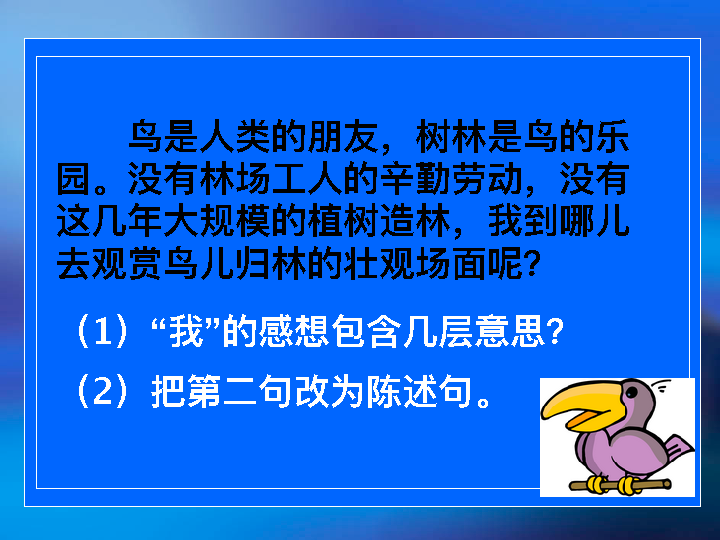 鸟是人类的朋友，树林是鸟的乐
园。没有林场工人的辛勤劳动，没有
这几年大规模的植树造林，我到哪儿
去观赏鸟儿归林的壮观场面呢？
（1）“我”的感想包含几层意思？
（2）把第二句改为陈述句。